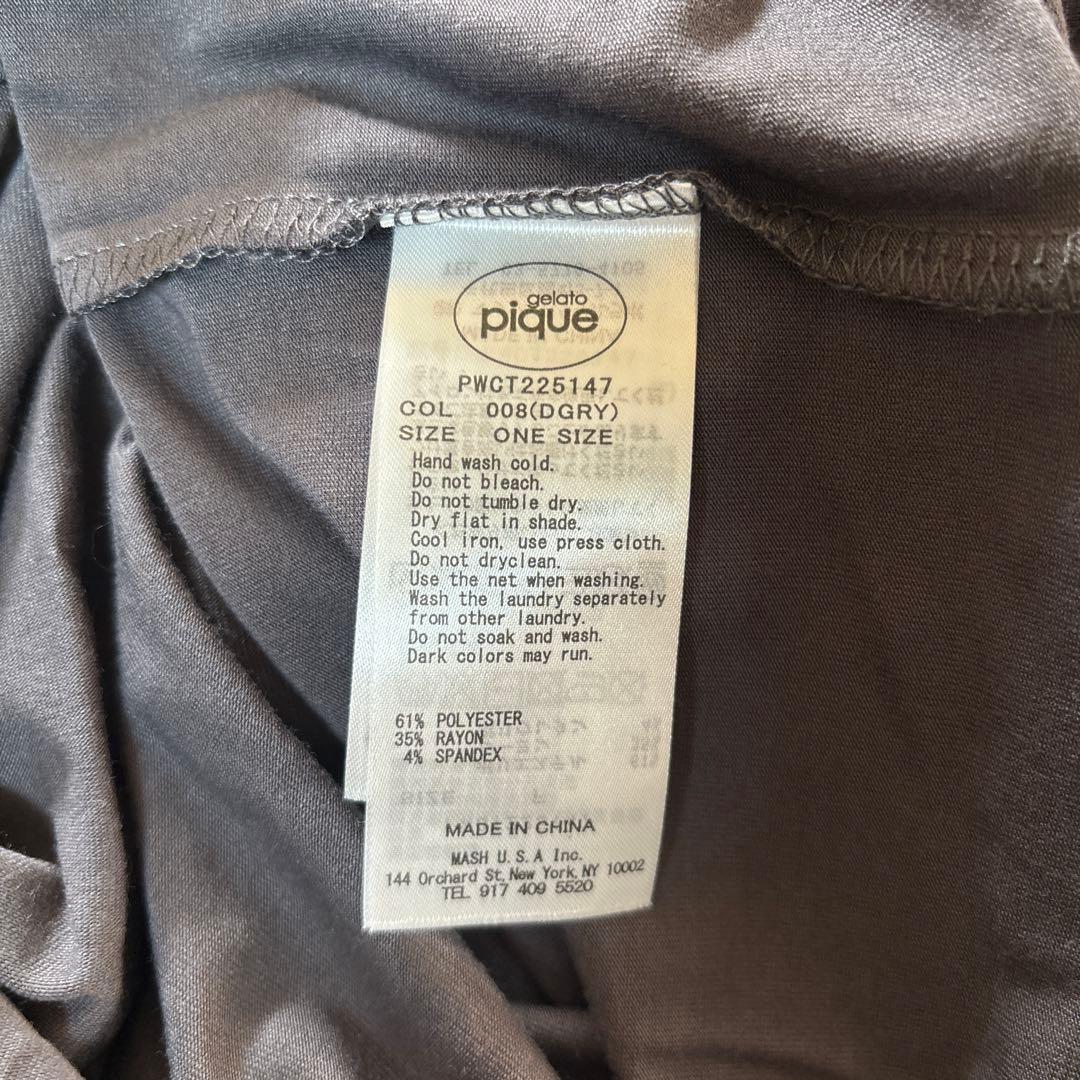 gelato
pique
PWCT225147
COL 008(DGRY)
SIZE ONE SIZE
Hand wash cold.
Do not bleach.
Do not tumble dry.
Dry flat in shade.
Cool iron, use press cloth.
Do not dryclean.
Use the net when washing.
Wash the laundry separately
from other laundry.
Do not soak and wash.
Dark colors may run.
61% POLYESTER
35% RAYON
4% SPANDEX
MADE IN CHINA
MASH U.S.A Inc.
144 Orchard St, New York, NY 10002
TEL 917 409 5520